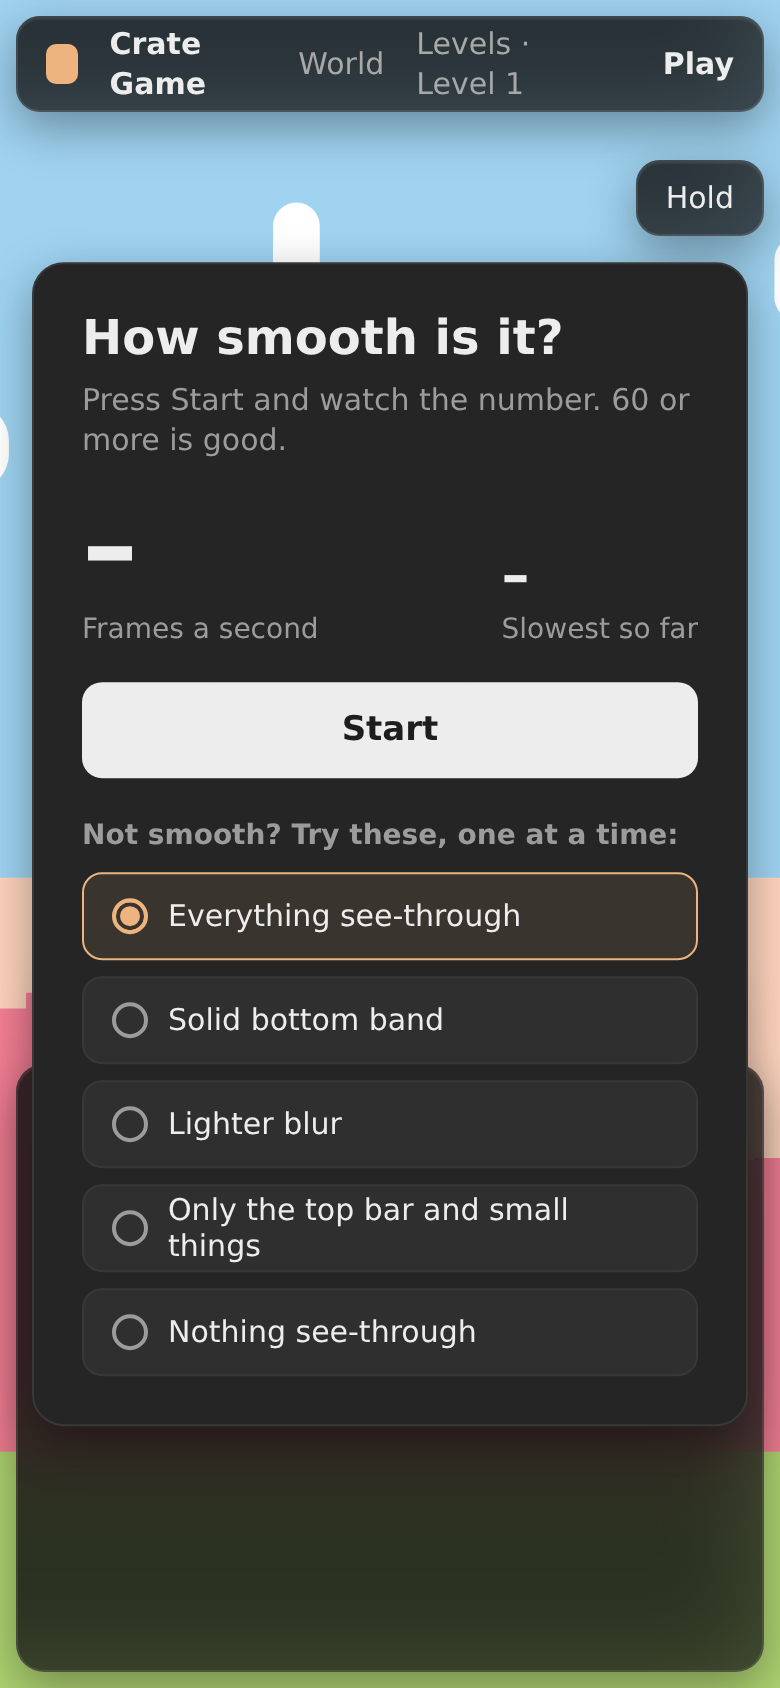 Crate
Game
World
Levels ·
Level 1
Play
Hold
How smooth is it?
Press Start and watch the number. 60 or
more is good.
–
–
Frames a second
Slowest so far
Start
Not smooth? Try these, one at a time:
Everything see-through
Solid bottom band
Lighter blur
Only the top bar and small
things
Nothing see-through